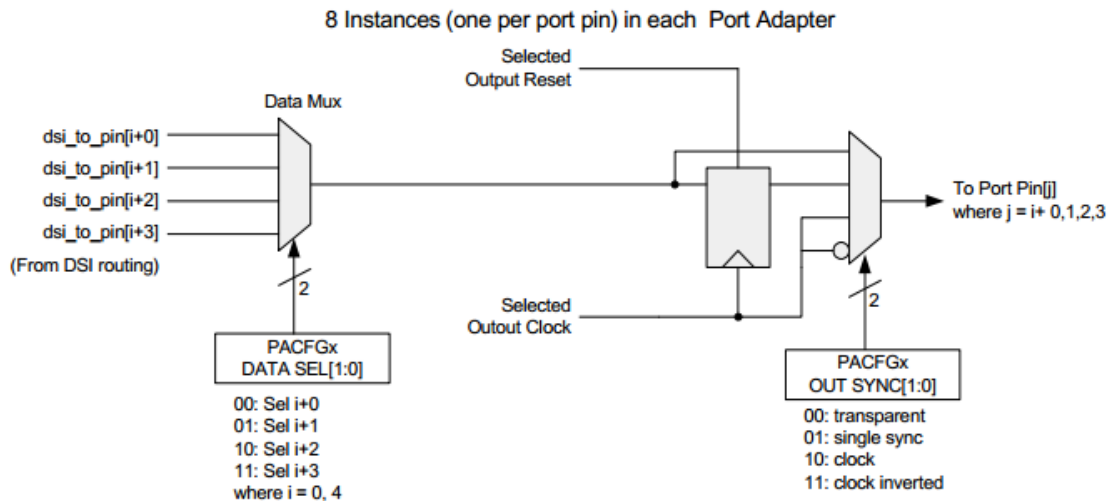 8 Instances (one per port pin) in each Port Adapter
Selected
Output Reset
Data Mux
dsi_to_pin[i+0]
dsi_to_pin[i+1]
dsi_to_pin[i+2]
dsi_to_pin[i+3]
(From DSI routing)
To Port Pin[j]
where j = i+ 0,1,2,3
2
2
Selected
Outout Clock
PACFGx
DATA SEL[1:0]
00: Sel i+0
01: Sel i+1
10: Sel i+2
11: Sel i+3
where i = 0, 4
PACFGx
OUT SYNC[1:0]
00: transparent
01: single sync
10: clock
11: clock inverted